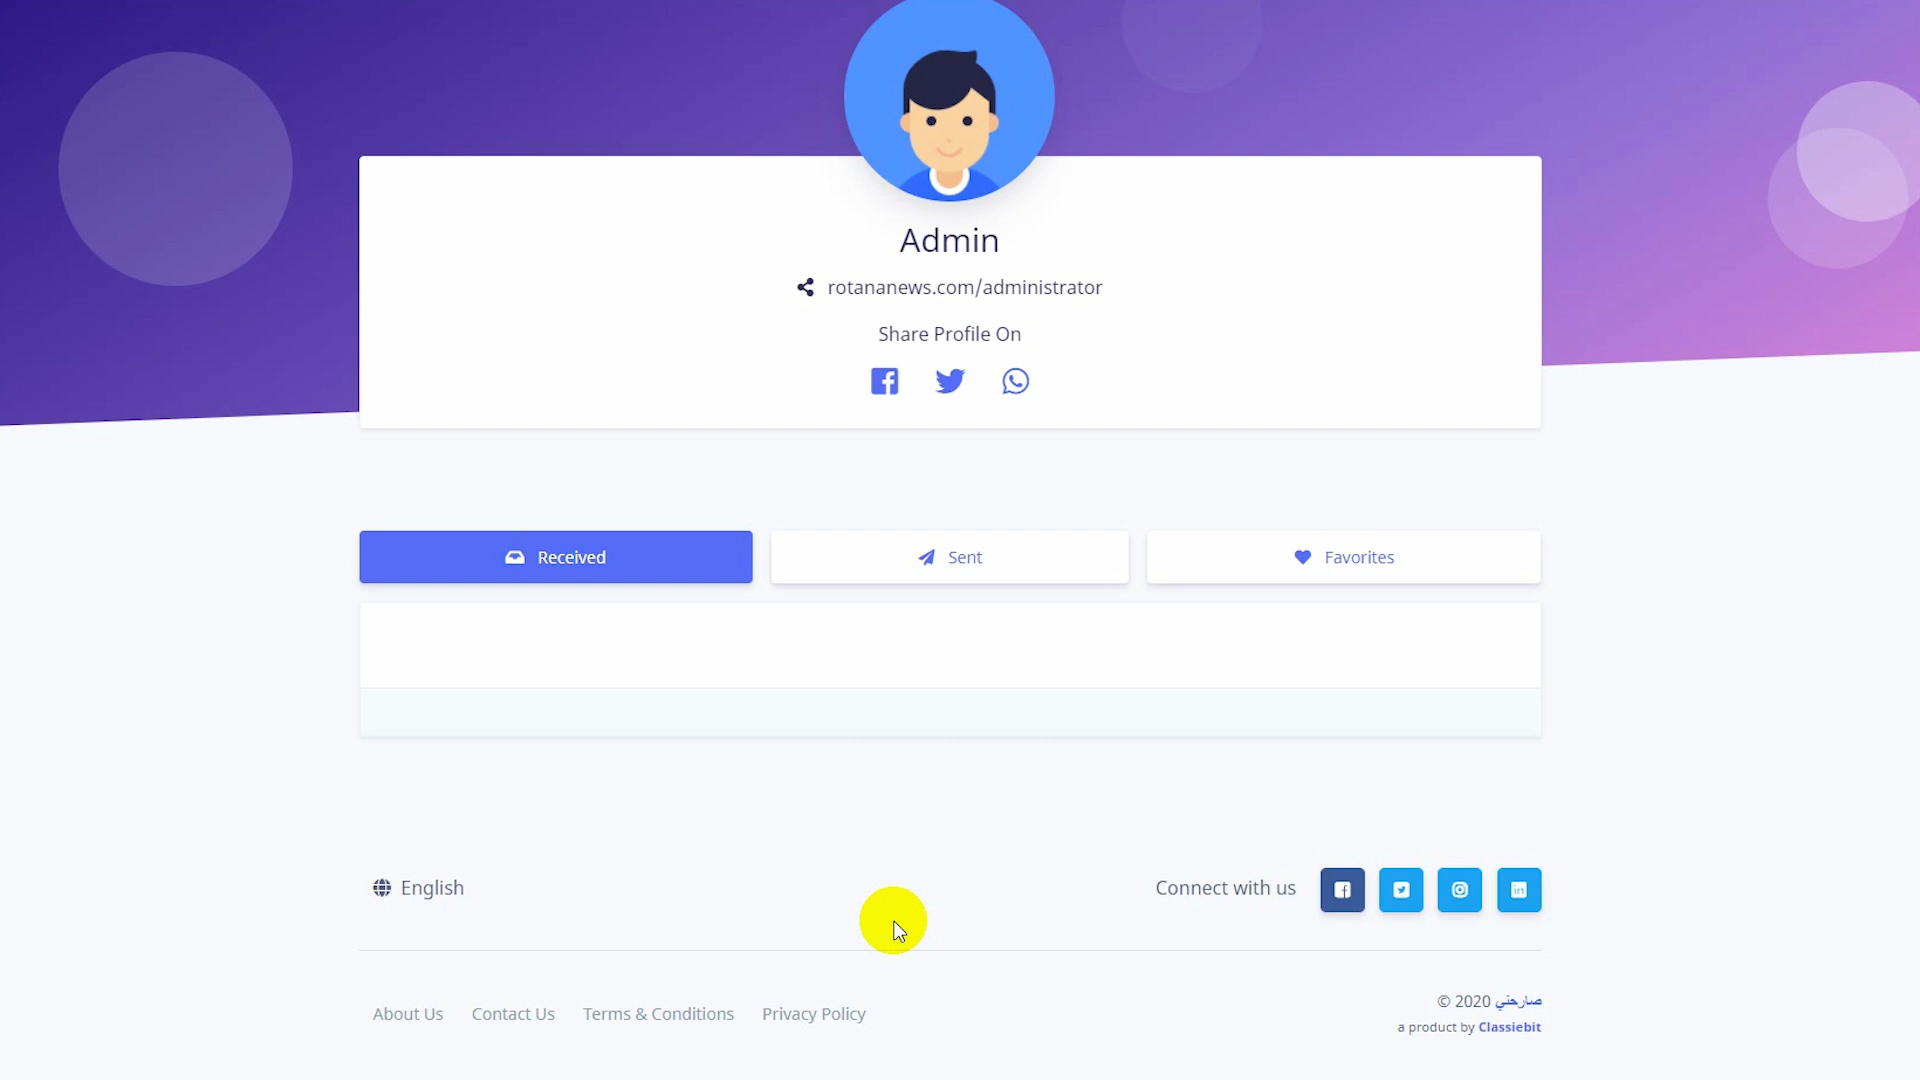 Admin
rotananews.com/administrator
Share Profile On
Received
Sent
Favorites
English
Connect with us
About Us
Contact Us
Terms & Conditions
Privacy Policy
© 2020 صارحني
a product by Classiebit